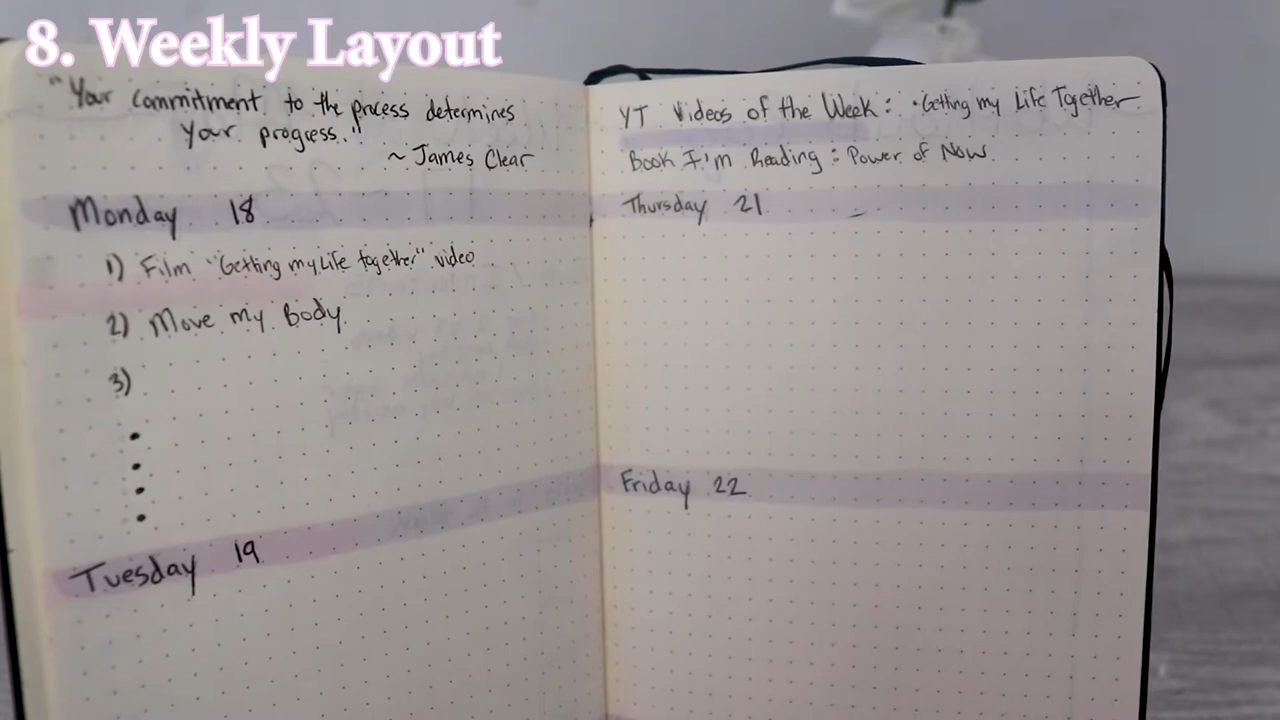 8. Weekly Layout
"Your commitment to the process determines
your progress."
~ James Clear
Monday 18
1) Film "Getting my Life together" video
2) Move my Body
3)
Tuesday 19
YT Videos of the Week: · Getting my Life Together
Book I'm Reading: Power of Now
Thursday 21
Friday 22